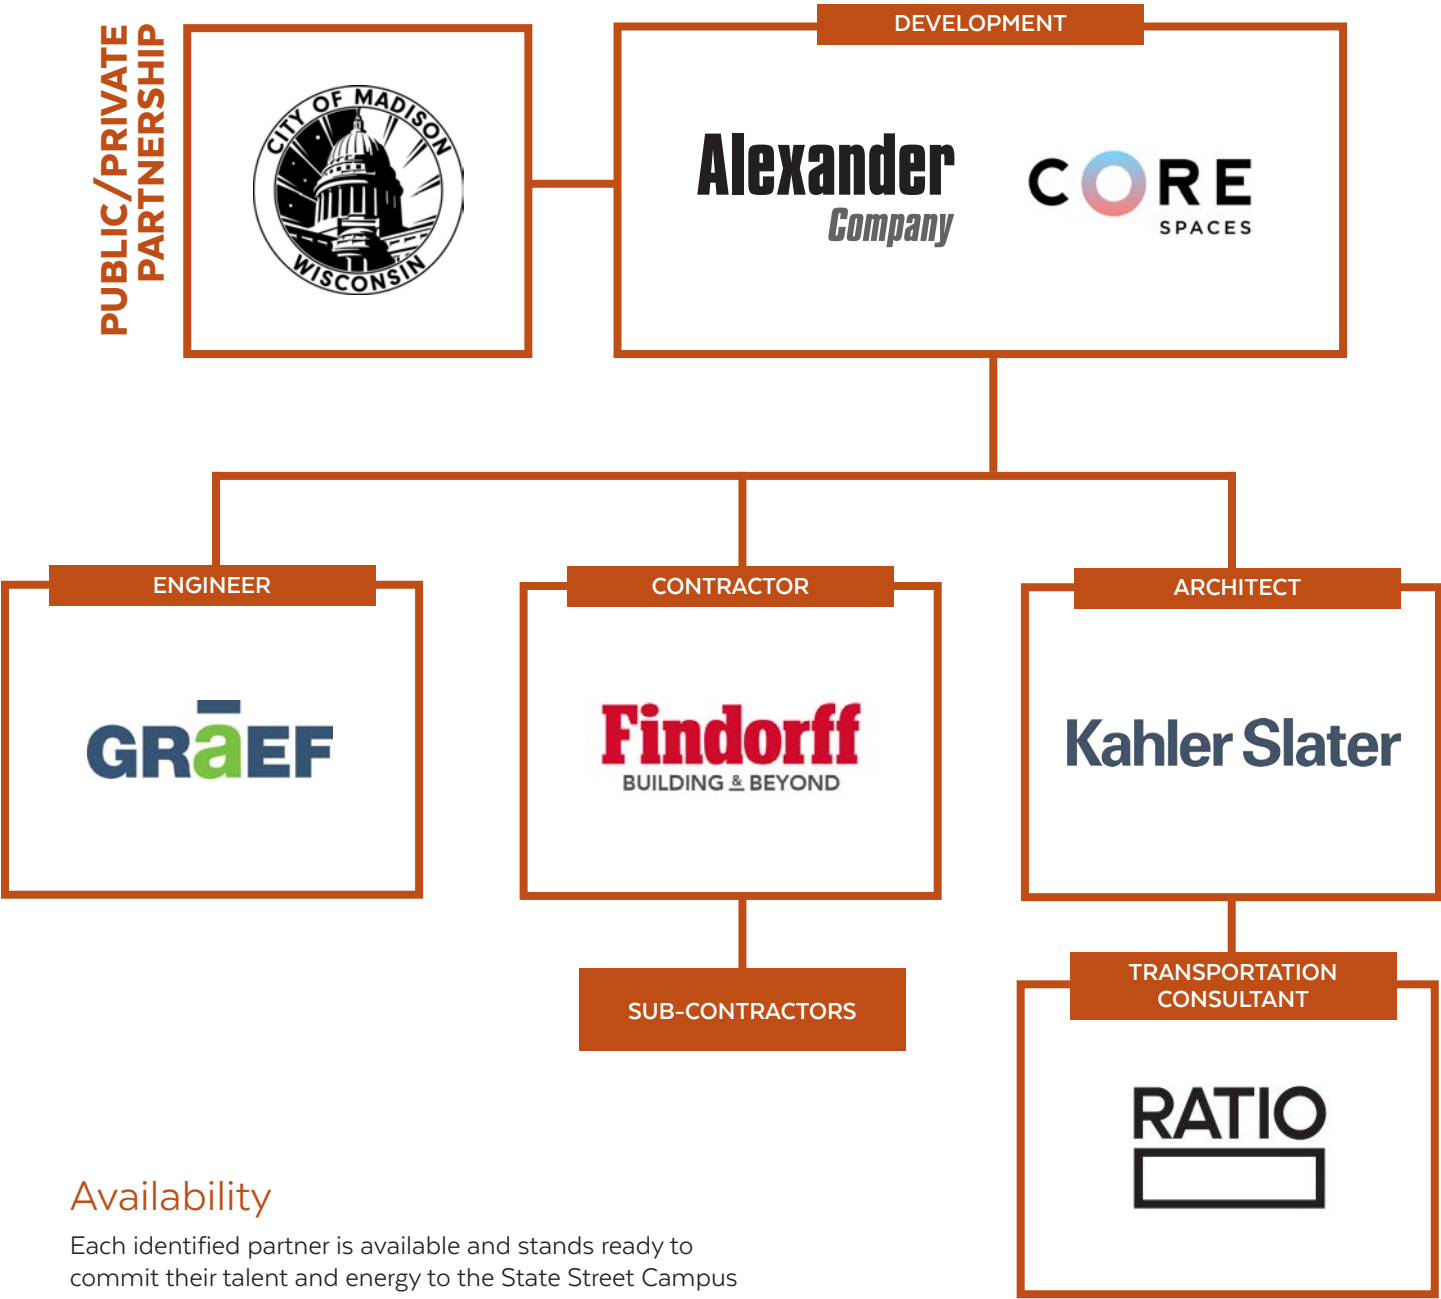 PUBLIC/PRIVATE
PARTNERSHIP
CITY OF MADISON
WISCONSIN
DEVELOPMENT
Alexander
Company
CORE
SPACES
ENGINEER
GRAEF
CONTRACTOR
Findorff
BUILDING & BEYOND
ARCHITECT
Kahler Slater
SUB-CONTRACTORS
TRANSPORTATION
CONSULTANT
RATIO
Availability
Each identified partner is available and stands ready to
commit their talent and energy to the State Street Campus